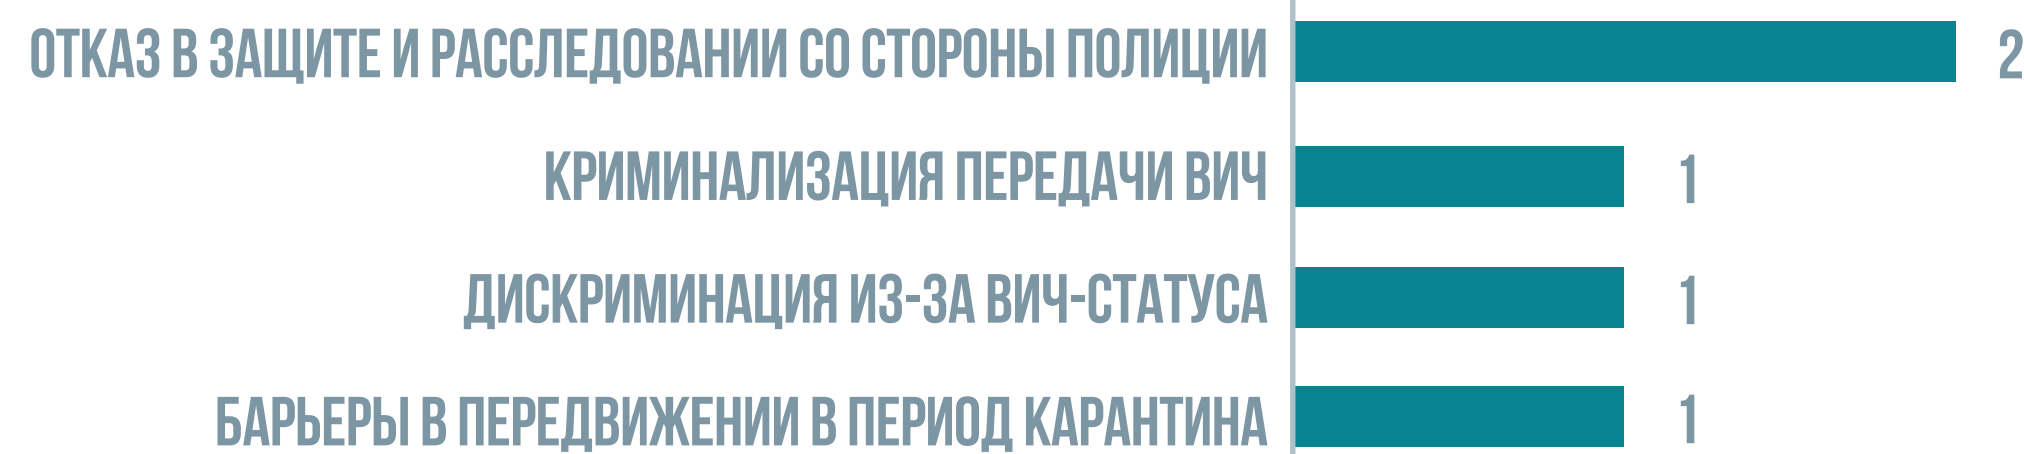 ОТКАЗ В ЗАЩИТЕ И РАССЛЕДОВАНИИ СО СТОРОНЫ ПОЛИЦИИ 2
КРИМИНАЛИЗАЦИЯ ПЕРЕДАЧИ ВИЧ 1
ДИСКРИМИНАЦИЯ ИЗ-ЗА ВИЧ-СТАТУСА 1
БАРЬЕРЫ В ПЕРЕДВИЖЕНИИ В ПЕРИОД КАРАНТИНА 1